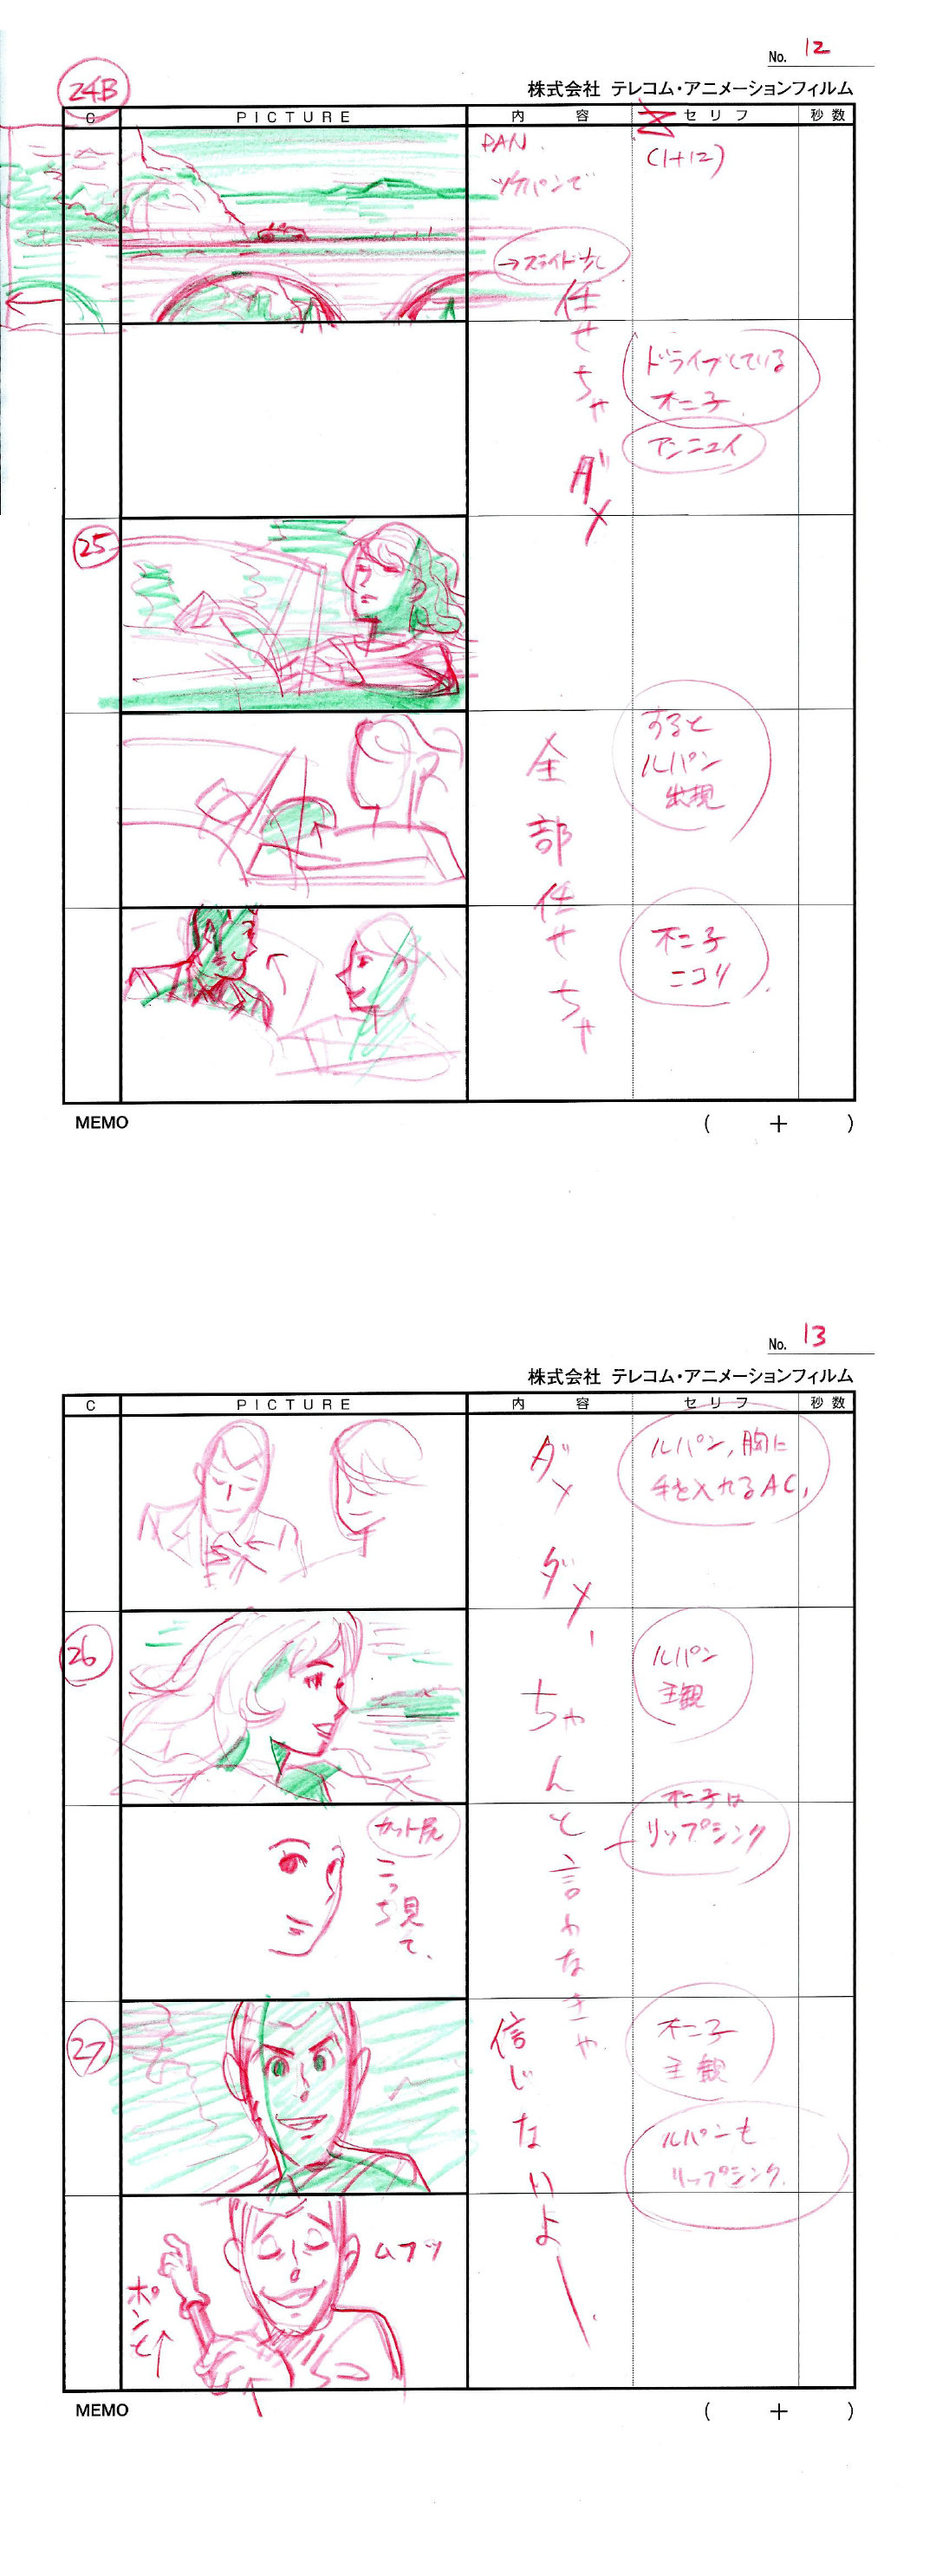 No. 12
株式会社 テレコム・アニメーションフィルム
24B
C PICTURE 内容 セリフ 秒数
PAN.
ツケパンで
→スライド少し
(1+12)
任せちゃダメ
ドライブしている
不二子
アンニュイ
25
全部任せちゃ
すると
ルパン
出現
不二子
ニコリ
MEMO ( + )
No. 13
株式会社 テレコム・アニメーションフィルム
C PICTURE 内容 セリフ 秒数
ダメダメ、
ルパン,胸に
手を入れるAC,
26
ちゃんと言わなきゃ
ルパン
主観
カット尻
こっち見て、
不二子は
リップシンク
27
信じないよー
不二子
主観
ルパンも
リップシンク.
ムフッ
ポンと↑
MEMO ( + )